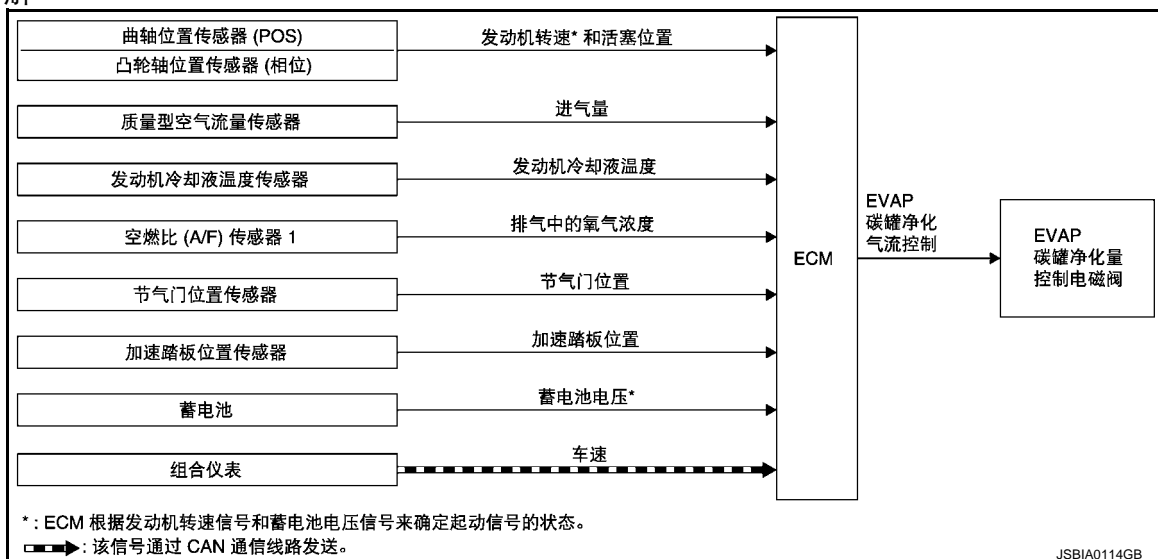 曲轴位置传感器 (POS)
凸轮轴位置传感器 (相位)
发动机转速* 和活塞位置
质量型空气流量传感器
进气量
发动机冷却液温度传感器
发动机冷却液温度
空燃比 (A/F) 传感器 1
排气中的氧气浓度
节气门位置传感器
节气门位置
加速踏板位置传感器
加速踏板位置
蓄电池
蓄电池电压*
组合仪表
车速
ECM
EVAP
碳罐净化
气流控制
EVAP
碳罐净化量
控制电磁阀
* : ECM 根据发动机转速信号和蓄电池电压信号来确定起动信号的状态。
: 该信号通过 CAN 通信线路发送。
JSBIA0114GB